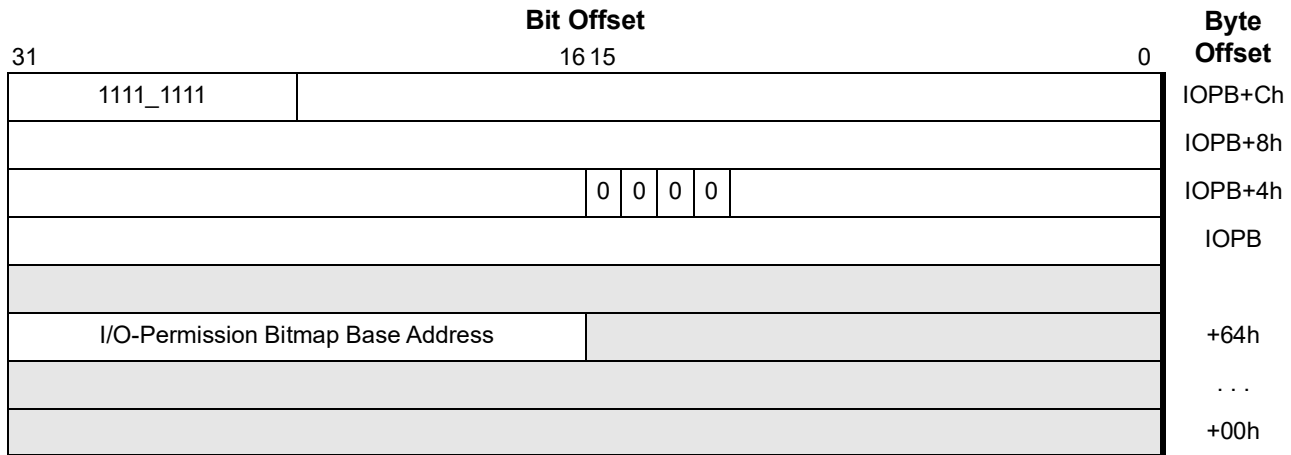 Bit Offset Byte
31 16 15 0 Offset
1111_1111 IOPB+Ch
IOPB+8h
0 0 0 0 IOPB+4h
IOPB
I/O-Permission Bitmap Base Address +64h
. . .
+00h